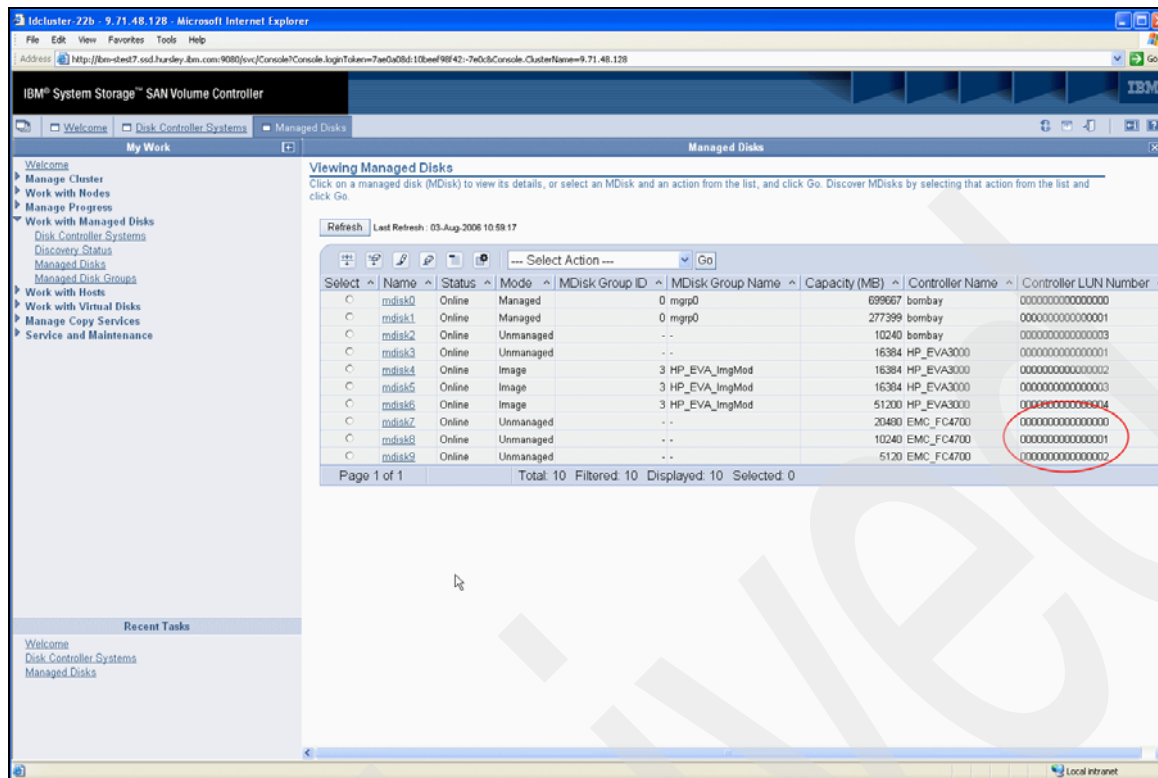 ldcluster-22b - 9.71.48.128 - Microsoft Internet Explorer
File Edit View Favorites Tools Help
Address http://ibm-stest7.ssd.hursley.ibm.com:9080/svc/Console?Console.loginToken=7ae0a08d:10beef98f42:-7e0c&Console.ClusterName=9.71.48.128 Go
IBM® System Storage™ SAN Volume Controller IBM
Welcome Disk Controller Systems Managed Disks
My Work Managed Disks
Welcome
Manage Cluster
Work with Nodes
Manage Progress
Work with Managed Disks
Disk Controller Systems
Discovery Status
Managed Disks
Managed Disk Groups
Work with Hosts
Work with Virtual Disks
Manage Copy Services
Service and Maintenance
Recent Tasks
Welcome
Disk Controller Systems
Managed Disks
Viewing Managed Disks
Click on a managed disk (MDisk) to view its details, or select an MDisk and an action from the list, and click Go. Discover MDisks by selecting that action from the list and
click Go.
Refresh Last Refresh : 03-Aug-2006 10:59:17
--- Select Action --- Go
Select Name Status Mode MDisk Group ID MDisk Group Name Capacity (MB) Controller Name Controller LUN Number
mdisk0 Online Managed 0 mgrp0 699667 bombay 0000000000000000
mdisk1 Online Managed 0 mgrp0 277399 bombay 0000000000000001
mdisk2 Online Unmanaged - - 10240 bombay 0000000000000003
mdisk3 Online Unmanaged - - 16384 HP_EVA3000 0000000000000001
mdisk4 Online Image 3 HP_EVA_ImgMod 16384 HP_EVA3000 0000000000000002
mdisk5 Online Image 3 HP_EVA_ImgMod 16384 HP_EVA3000 0000000000000003
mdisk6 Online Image 3 HP_EVA_ImgMod 51200 HP_EVA3000 0000000000000004
mdisk7 Online Unmanaged - - 20480 EMC_FC4700 0000000000000000
mdisk8 Online Unmanaged - - 10240 EMC_FC4700 0000000000000001
mdisk9 Online Unmanaged - - 5120 EMC_FC4700 0000000000000002
Page 1 of 1 Total: 10 Filtered: 10 Displayed: 10 Selected: 0
Local intranet